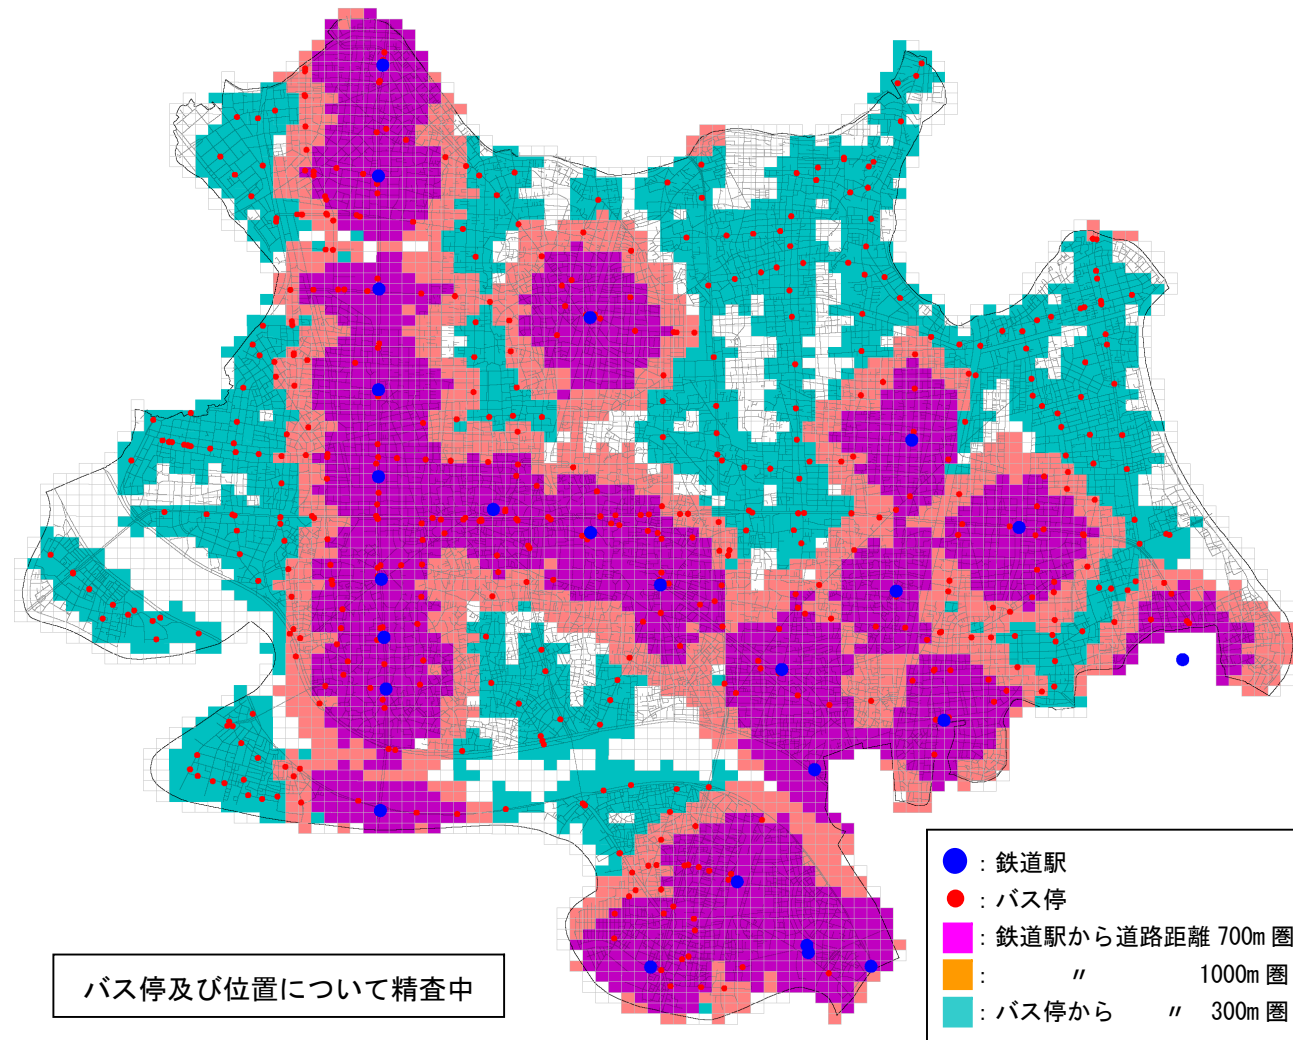 ：鉄道駅
：バス停
：鉄道駅から道路距離 700m 圏
：　　〃　　1000m 圏
：バス停から　〃　300m 圏
バス停及び位置について精査中